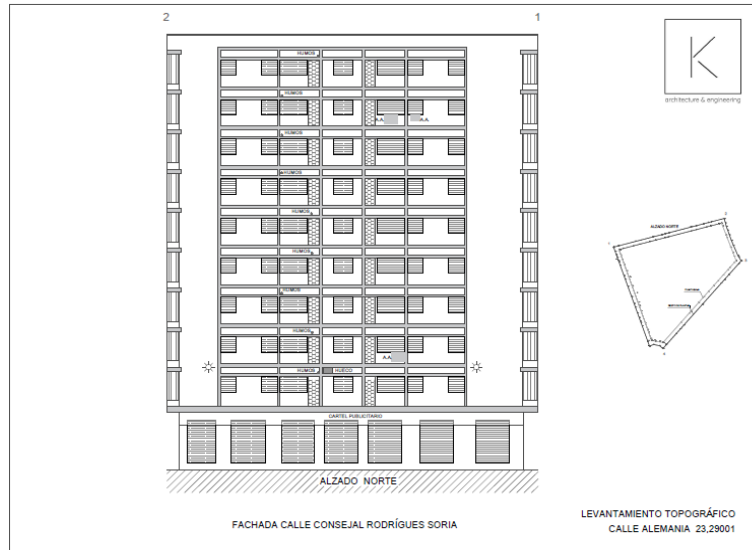 2
1
K
architecture & engineering
HUMOS
HUMOS
A.A.
A.A.
HUMOS
HUMOS
HUMOS
HUMOS
HUMOS
HUMOS
A.A.
HUMOS
HUECO
CARTEL PUBLICITARIO
ALZADO NORTE
FACHADA CALLE CONSEJAL RODRÍGUES SORIA
ALZADO NORTE
LEVANTAMIENTO TOPOGRÁFICO
CALLE ALEMANIA 23,29001